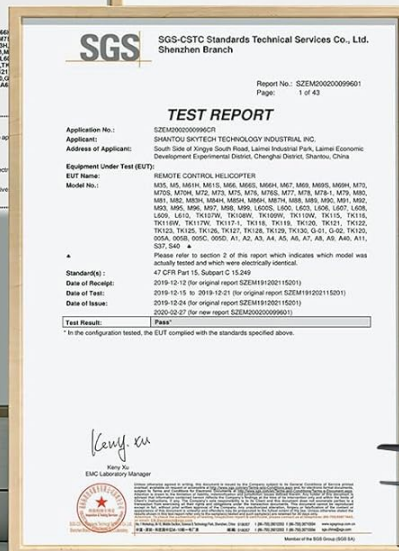 SGS
SGS-CSTC Standards Technical Services Co., Ltd.
Shenzhen Branch
Report No.: SZEM200200099601
Page: 1 of 43
TEST REPORT
Application No.: SZEM2002000996CR
Applicant: SHANTOU SKYTECH TECHNOLOGY INDUSTRIAL INC.
Address of Applicant: South Side of Xingye South Road, Laimei Industrial Park, Laimei Economic
Development Experimental District, Chenghai District, Shantou, China
Equipment Under Test (EUT):
EUT Name: REMOTE CONTROL HELICOPTER
Model No.: M35, M5, M61H, M61S, M66, M66S, M66H, M67, M69, M69S, M69H, M70,
M70S, M70H, M72, M73, M75, M76, M76S, M77, M78, M78-1, M79, M80,
M81, M82, M83H, M84H, M85H, M86H, M87H, M88, M89, M90, M91, M92,
M93, M95, M96, M97, M98, M99, L600S, L600, L603, L606, L607, L608,
L609, L610, TK107W, TK108W, TK109W, TK110W, TK115, TK116,
TK116W, TK117W, TK117-1, TK118, TK119, TK120, TK121, TK122,
TK123, TK125, TK126, TK127, TK128, TK129, TK130, G-01, G-02, TK120,
005A, 005B, 005C, 005D, A1, A2, A3, A4, A5, A6, A7, A8, A9, A40, A11,
S37, S40 ♣
♣ Please refer to section 2 of this report which indicates which model was
actually tested and which were electrically identical.
Standard(s) : 47 CFR Part 15, Subpart C 15.249
Date of Receipt: 2019-12-12 (for original report SZEM191202115201)
Date of Test: 2019-12-15 to 2019-12-21 (for original report SZEM191202115201)
Date of Issue: 2019-12-24 (for original report SZEM191202115201)
2020-02-27 (for new report SZEM200200099601)
Test Result: Pass*
* In the configuration tested, the EUT complied with the standards specified above.
Keny. xu
Keny Xu
EMC Laboratory Manager
Member of the SGS Group (SGS SA)